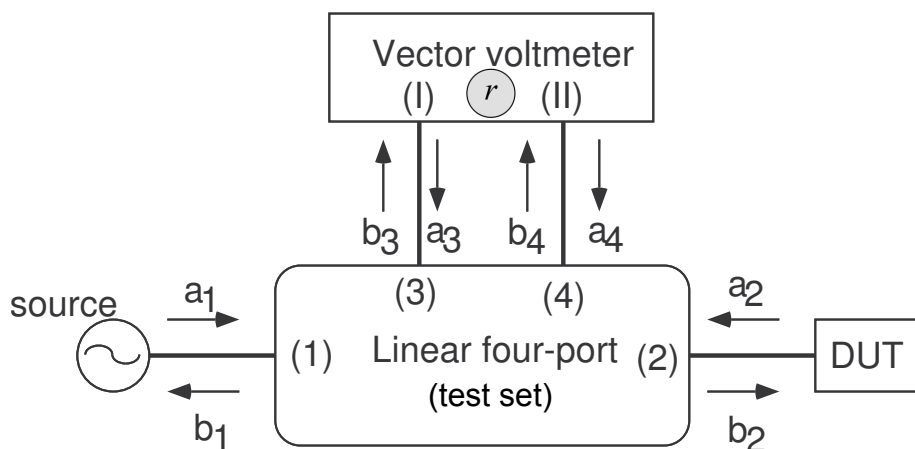 Vector voltmeter
(I) r (II)
b3 a3 b4 a4
source a1 (3) (4) a2
(1) Linear four-port (2) DUT
(test set)
b1 b2